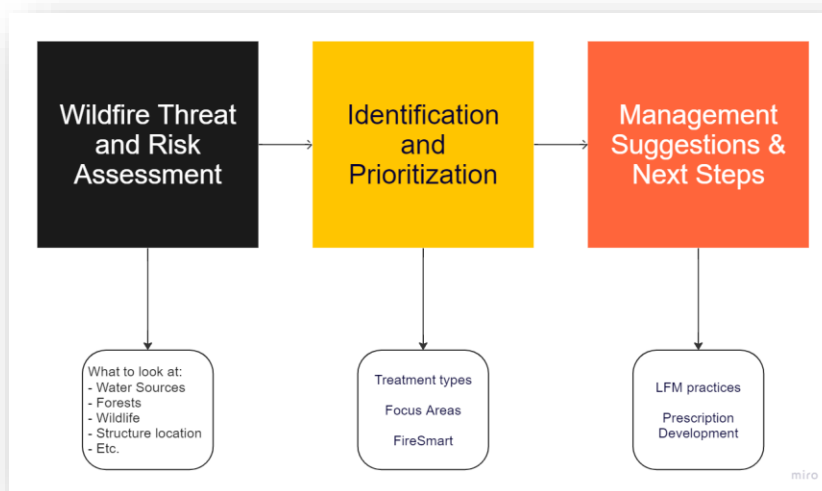 Wildfire Threat
and Risk
Assessment
Identification
and
Prioritization
Management
Suggestions &
Next Steps
What to look at:
- Water Sources
- Forests
- Wildlife
- Structure location
- Etc.
Treatment types
Focus Areas
FireSmart
LFM practices
Prescription
Development
miro